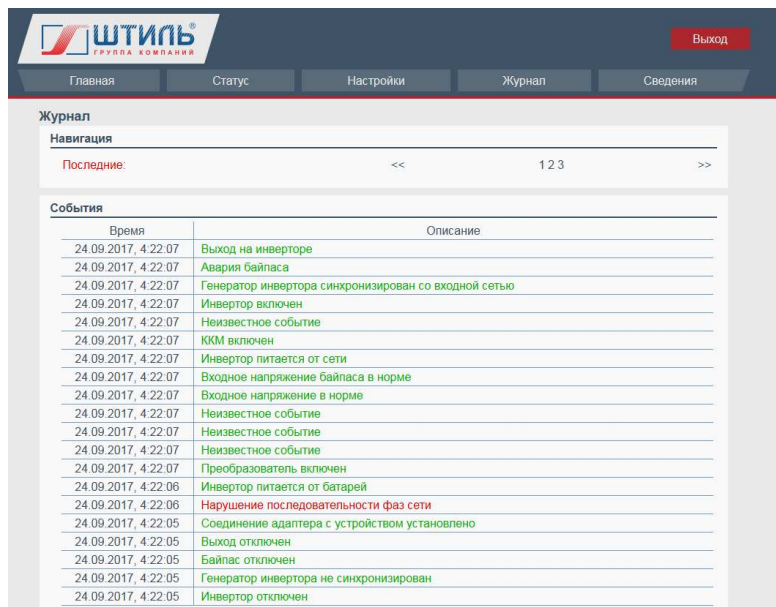 ШТИЛЬ®
ГРУППА КОМПАНИЙ
Выход
Главная Статус Настройки Журнал Сведения
Журнал
Навигация
Последние: << 1 2 3 >>
События
Время Описание
24.09.2017, 4:22:07 Выход на инверторе
24.09.2017, 4:22:07 Авария байпаса
24.09.2017, 4:22:07 Генератор инвертора синхронизирован со входной сетью
24.09.2017, 4:22:07 Инвертор включен
24.09.2017, 4:22:07 Неизвестное событие
24.09.2017, 4:22:07 ККМ включен
24.09.2017, 4:22:07 Инвертор питается от сети
24.09.2017, 4:22:07 Входное напряжение байпаса в норме
24.09.2017, 4:22:07 Входное напряжение в норме
24.09.2017, 4:22:07 Неизвестное событие
24.09.2017, 4:22:07 Неизвестное событие
24.09.2017, 4:22:07 Неизвестное событие
24.09.2017, 4:22:07 Преобразователь включен
24.09.2017, 4:22:06 Инвертор питается от батарей
24.09.2017, 4:22:06 Нарушение последовательности фаз сети
24.09.2017, 4:22:05 Соединение адаптера с устройством установлено
24.09.2017, 4:22:05 Выход отключен
24.09.2017, 4:22:05 Байпас отключен
24.09.2017, 4:22:05 Генератор инвертора не синхронизирован
24.09.2017, 4:22:05 Инвертор отключен